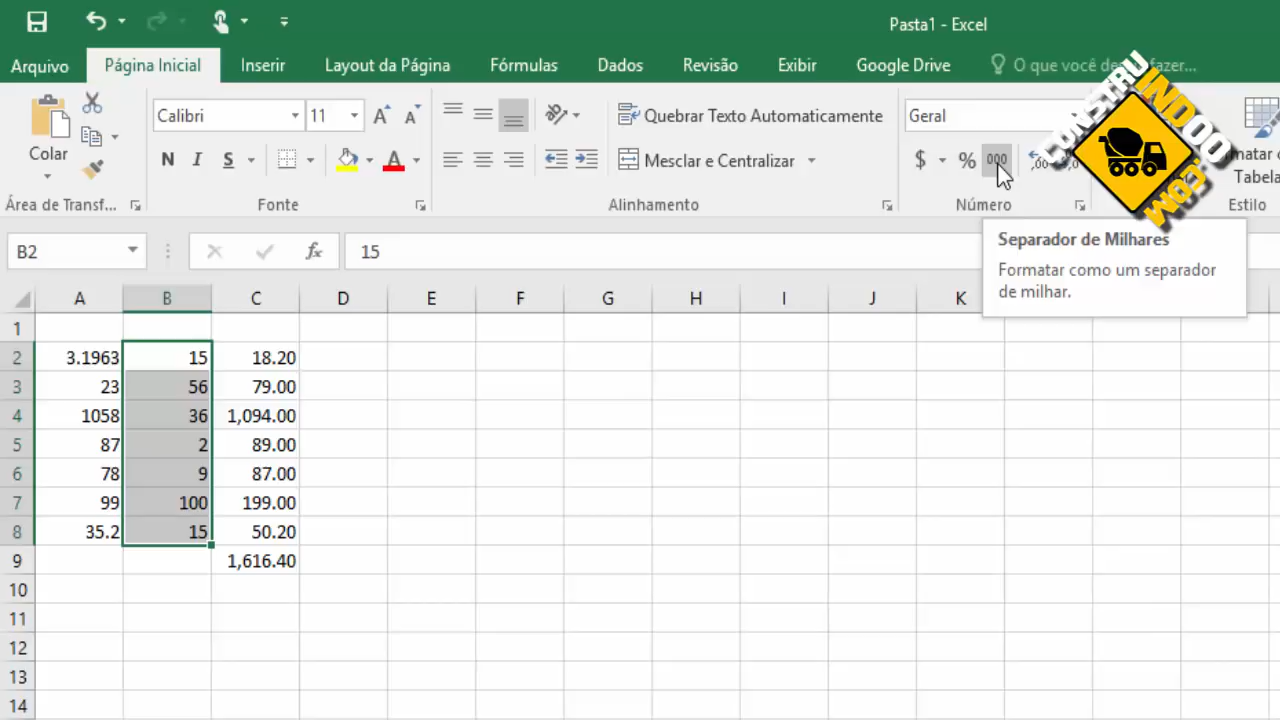 Pasta1 - Excel
Arquivo Página Inicial Inserir Layout da Página Fórmulas Dados Revisão Exibir Google Drive O que você de fazer...
Colar
Calibri 11
N I S
Quebrar Texto Automaticamente
Mesclar e Centralizar
Geral
$ % 000
CONSTRU
INDOOO
.COM
matar c
Tabela
Área de Transf... Fonte Alinhamento Número Estilo
B2 fx 15
Separador de Milhares
Formatar como um separador
de milhar.
A B C D E F G H I J K
1
2 3.1963 15 18.20
3 23 56 79.00
4 1058 36 1,094.00
5 87 2 89.00
6 78 9 87.00
7 99 100 199.00
8 35.2 15 50.20
9 1,616.40
10
11
12
13
14